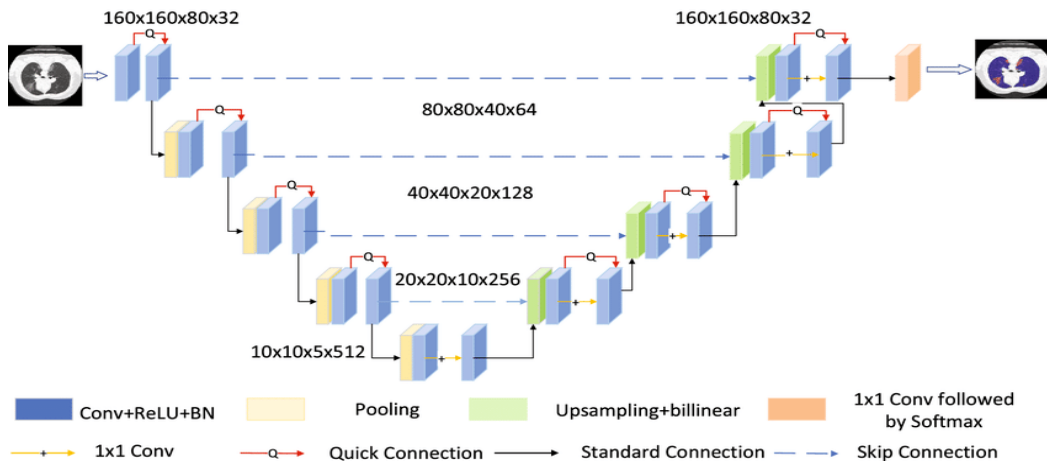 160x160x80x32
160x160x80x32
Q
Q
+
80x80x40x64
Q
Q
+
40x40x20x128
Q
Q
+
20x20x10x256
Q
Q
+
10x10x5x512
+
Conv+ReLU+BN
Pooling
Upsampling+billinear
1x1 Conv followed
by Softmax
+ 1x1 Conv
Q Quick Connection
Standard Connection
Skip Connection